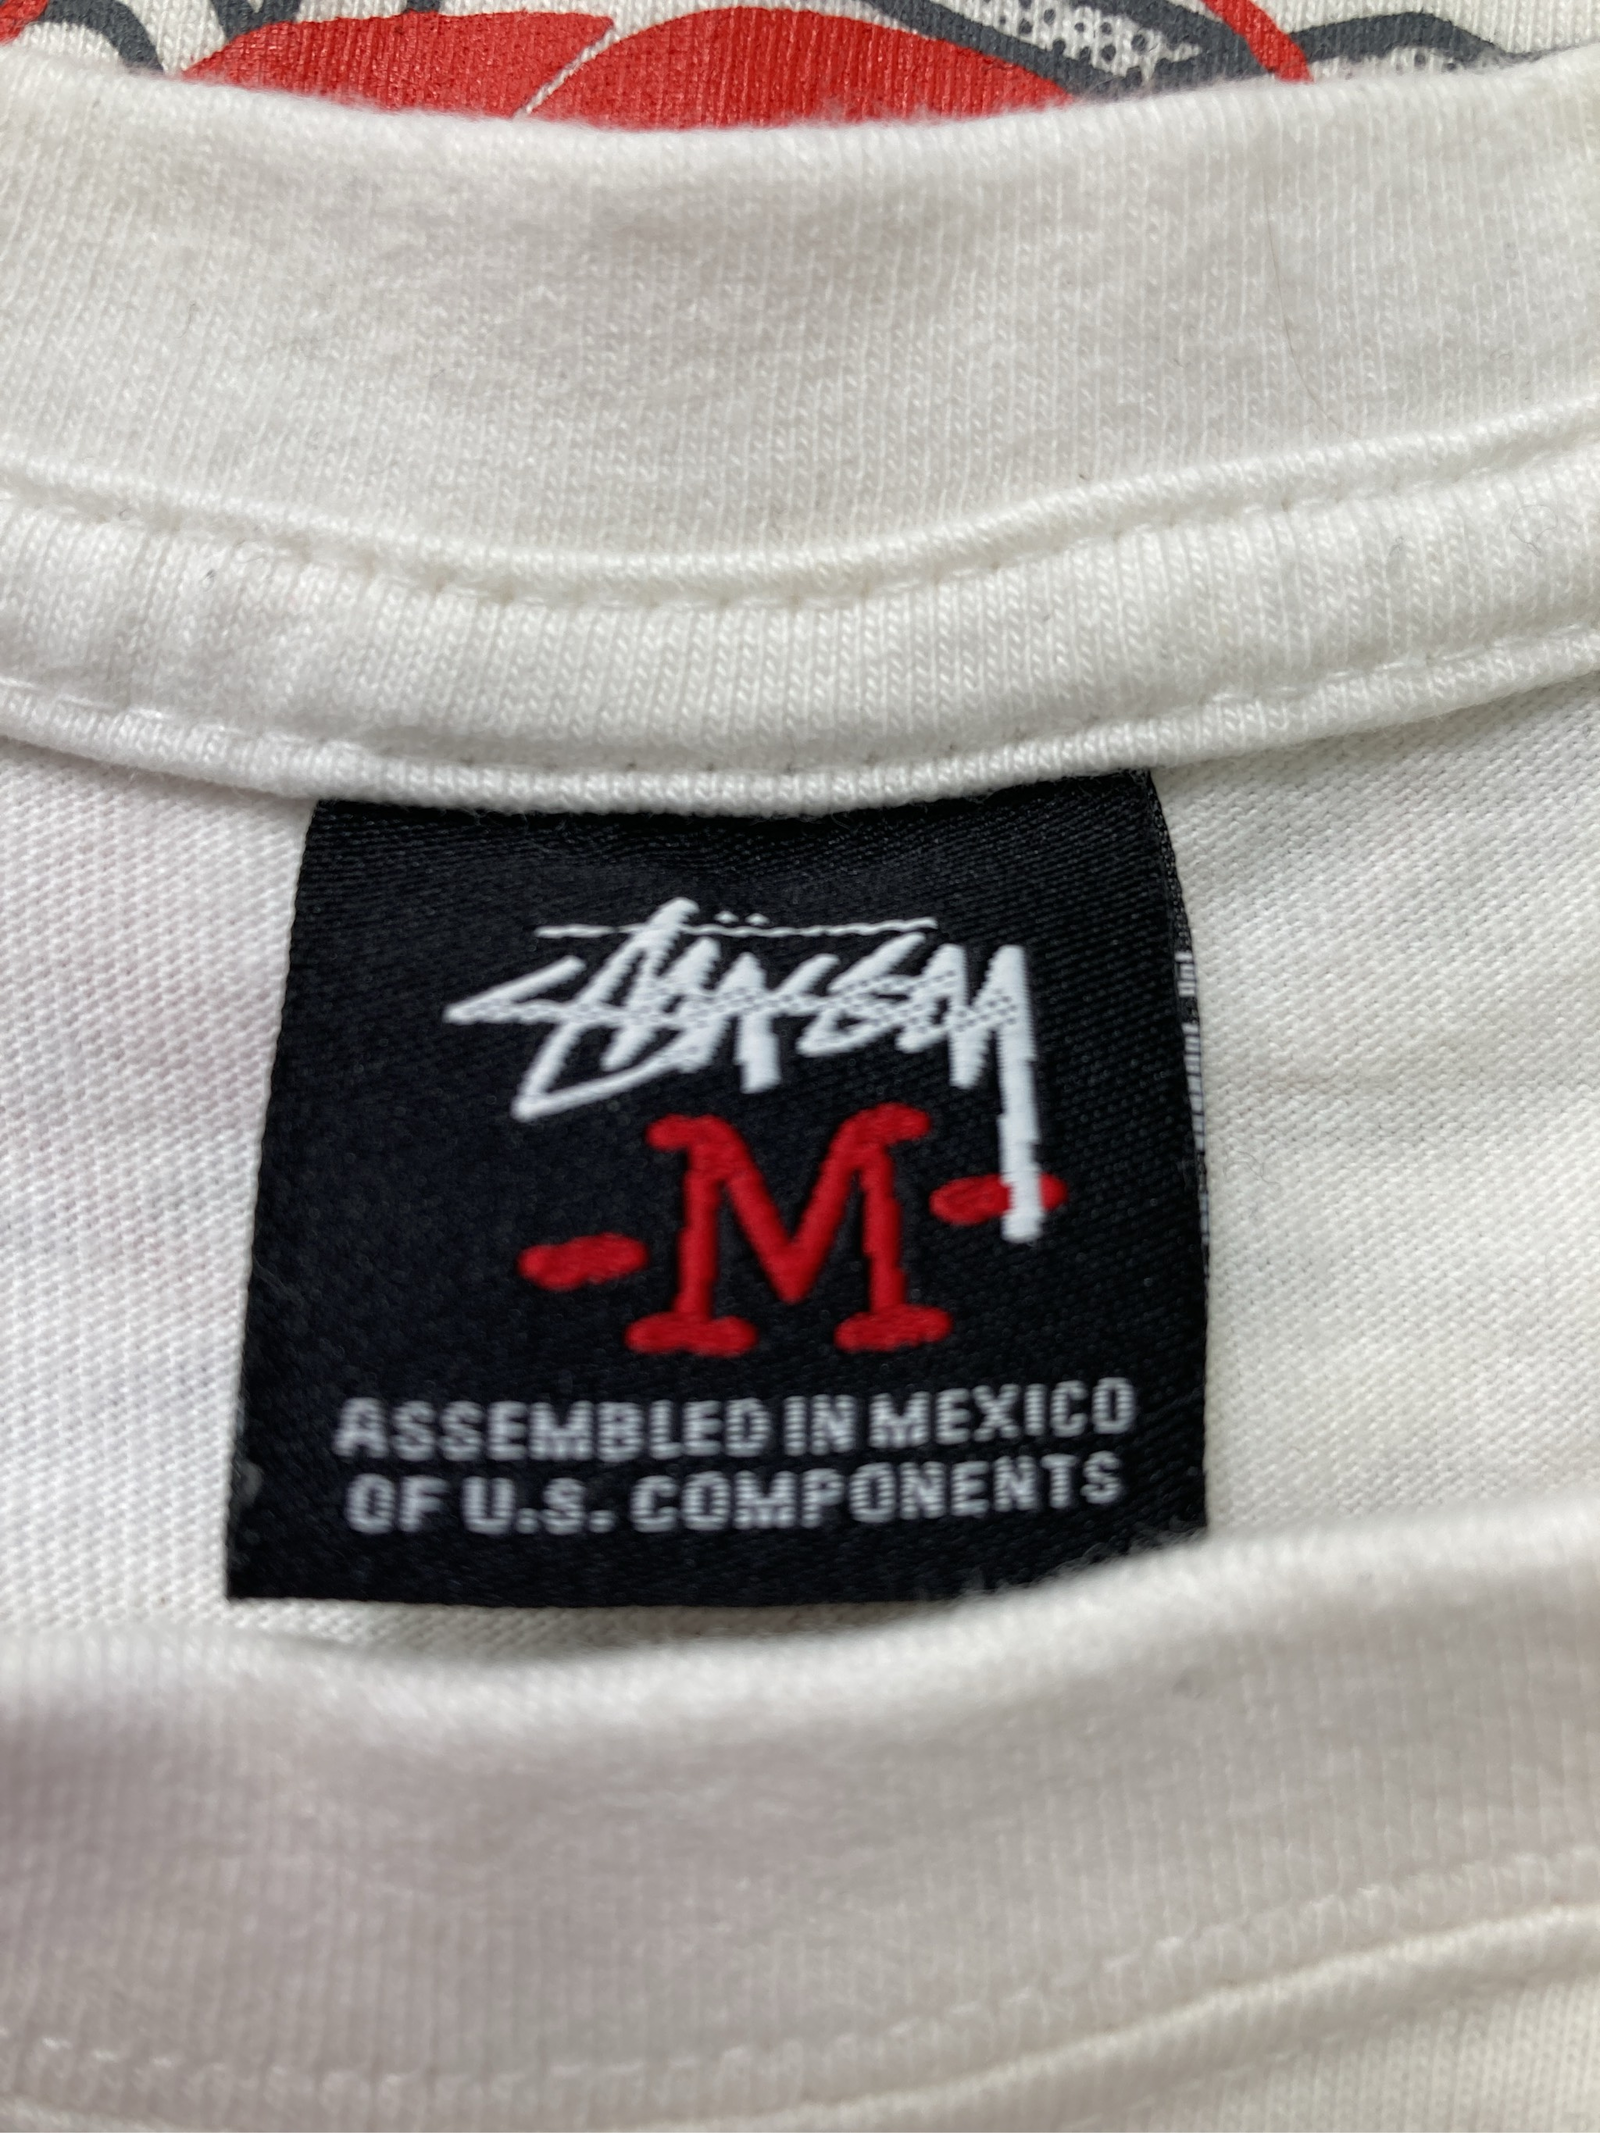 Stüssy
-M-
ASSEMBLED IN MEXICO
OF U.S. COMPONENTS